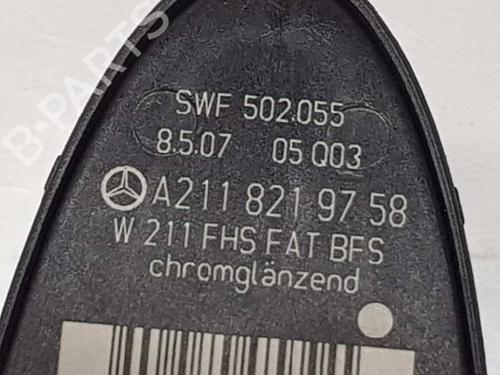 B-PARTS
SWF 502.055
8.5.07 05 Q03
A211 821 97 58
W 211 FHS FAT BFS
chromglänzend